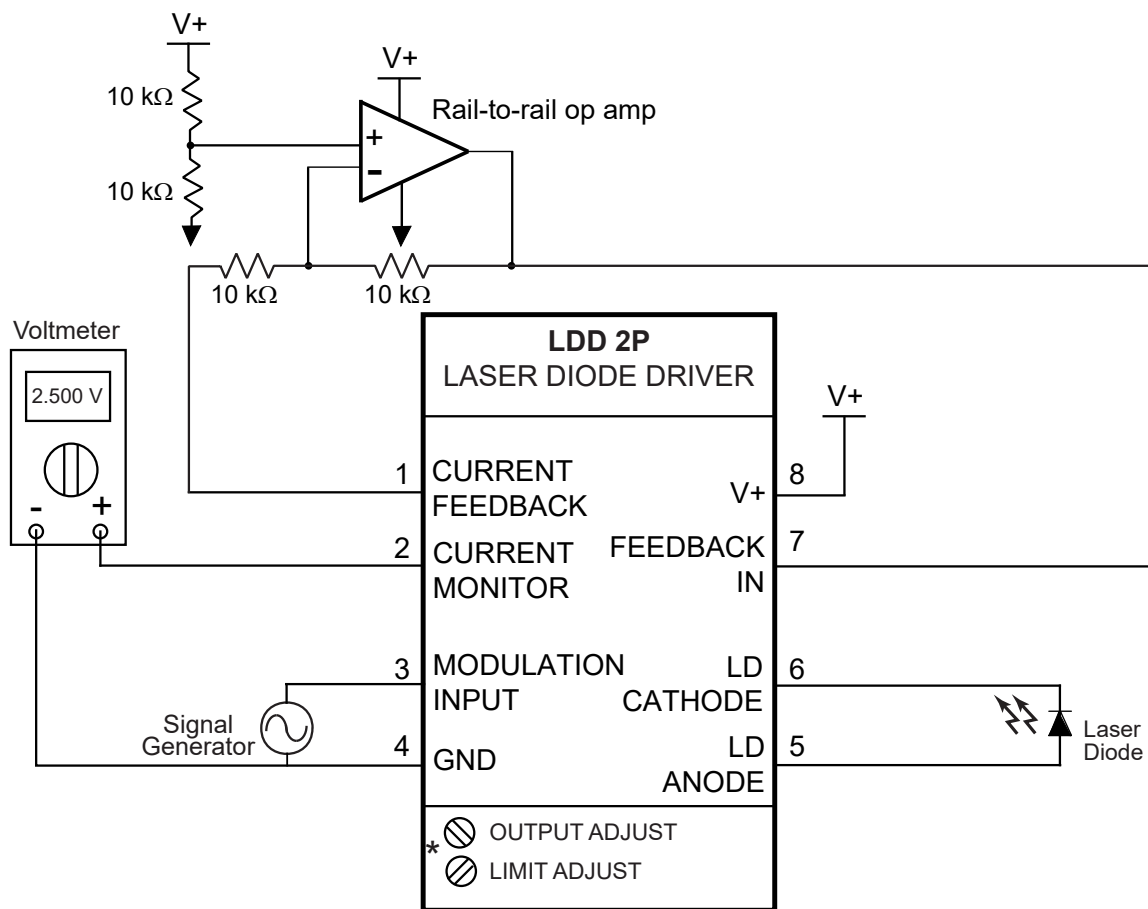 V+
10 kΩ
10 kΩ
V+
Rail-to-rail op amp
+
-
10 kΩ
10 kΩ
Voltmeter
2.500 V
-
+
LDD 2P
LASER DIODE DRIVER
1
CURRENT
FEEDBACK
2
CURRENT
MONITOR
3
MODULATION
INPUT
4
GND
V+
8
V+
7
FEEDBACK
IN
6
LD
CATHODE
5
LD
ANODE
Signal
Generator
Laser
Diode
*
OUTPUT ADJUST
LIMIT ADJUST